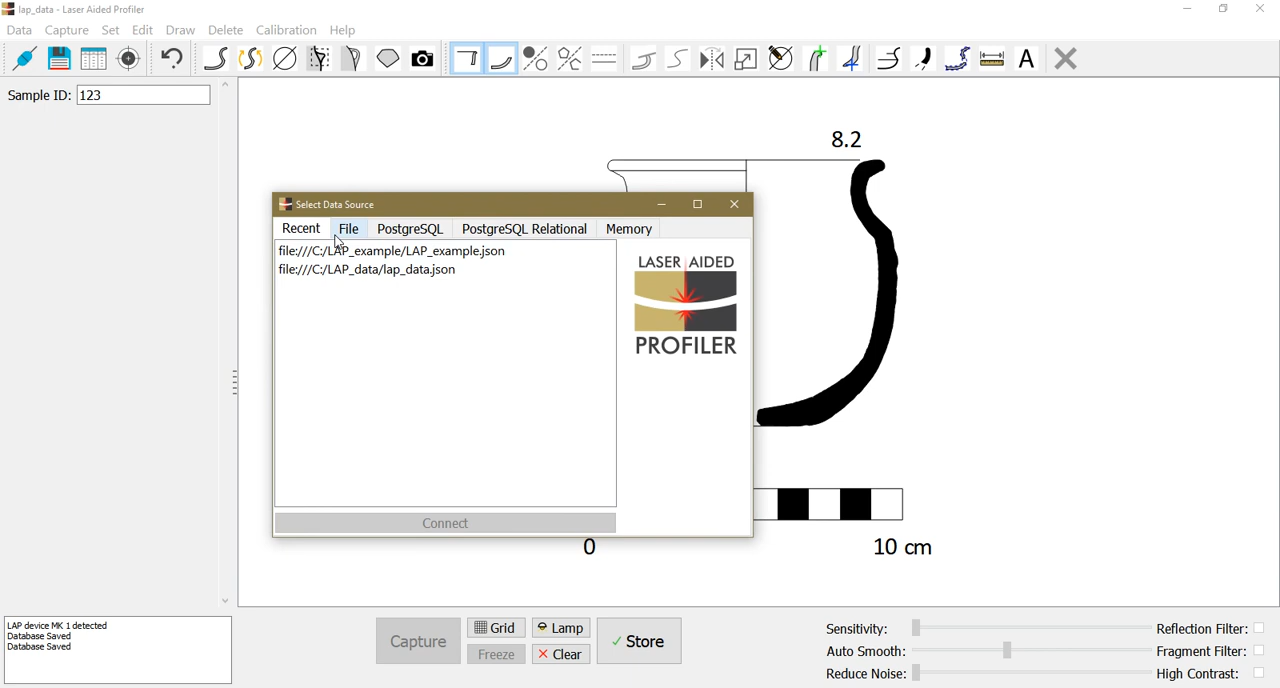 lap_data - Laser Aided Profiler
Data Capture Set Edit Draw Delete Calibration Help
A
Sample ID: 123
8.2
Select Data Source
Recent File PostgreSQL PostgreSQL Relational Memory
file:///C:/LAP_example/LAP_example.json
file:///C:/LAP_data/lap_data.json
LASER AIDED
PROFILER
Connect
0 10 cm
LAP device MK 1 detected
Database Saved
Database Saved
Capture
Grid
Lamp
Freeze
Clear
Store
Sensitivity: Reflection Filter:
Auto Smooth: Fragment Filter:
Reduce Noise: High Contrast: